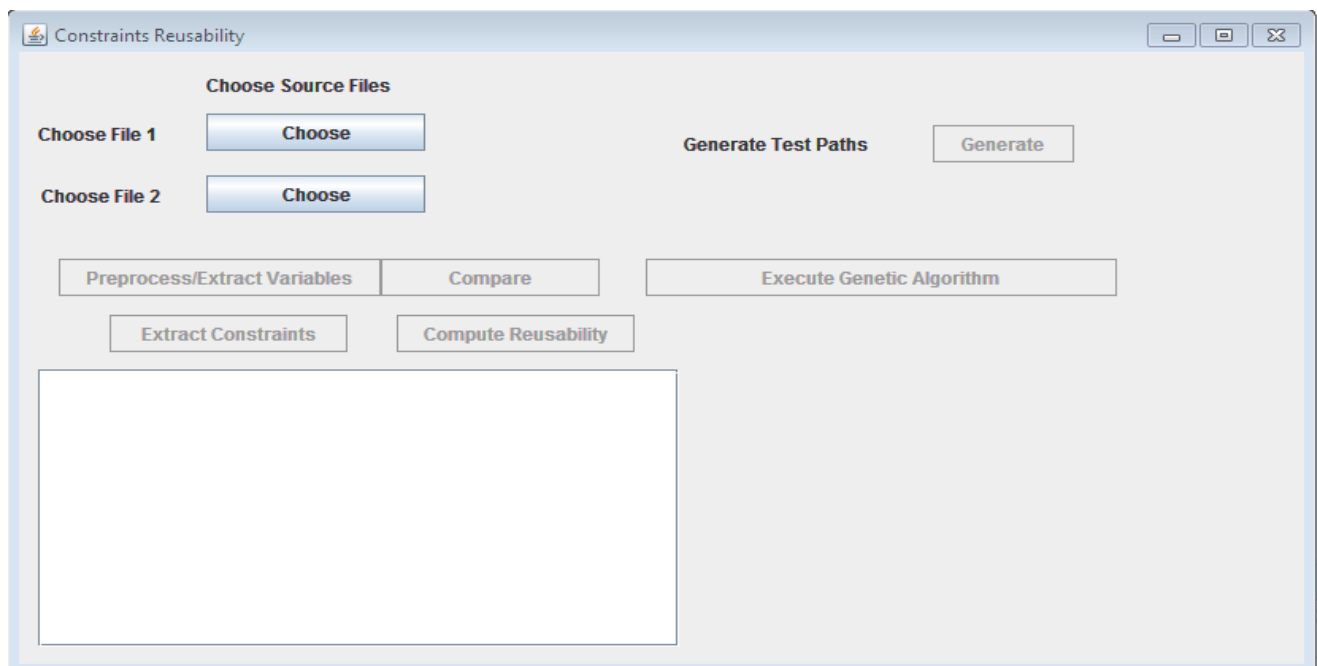 Constraints Reusability
Choose Source Files
Choose File 1 Choose
Generate Test Paths Generate
Choose File 2 Choose
Preprocess/Extract Variables Compare Execute Genetic Algorithm
Extract Constraints Compute Reusability